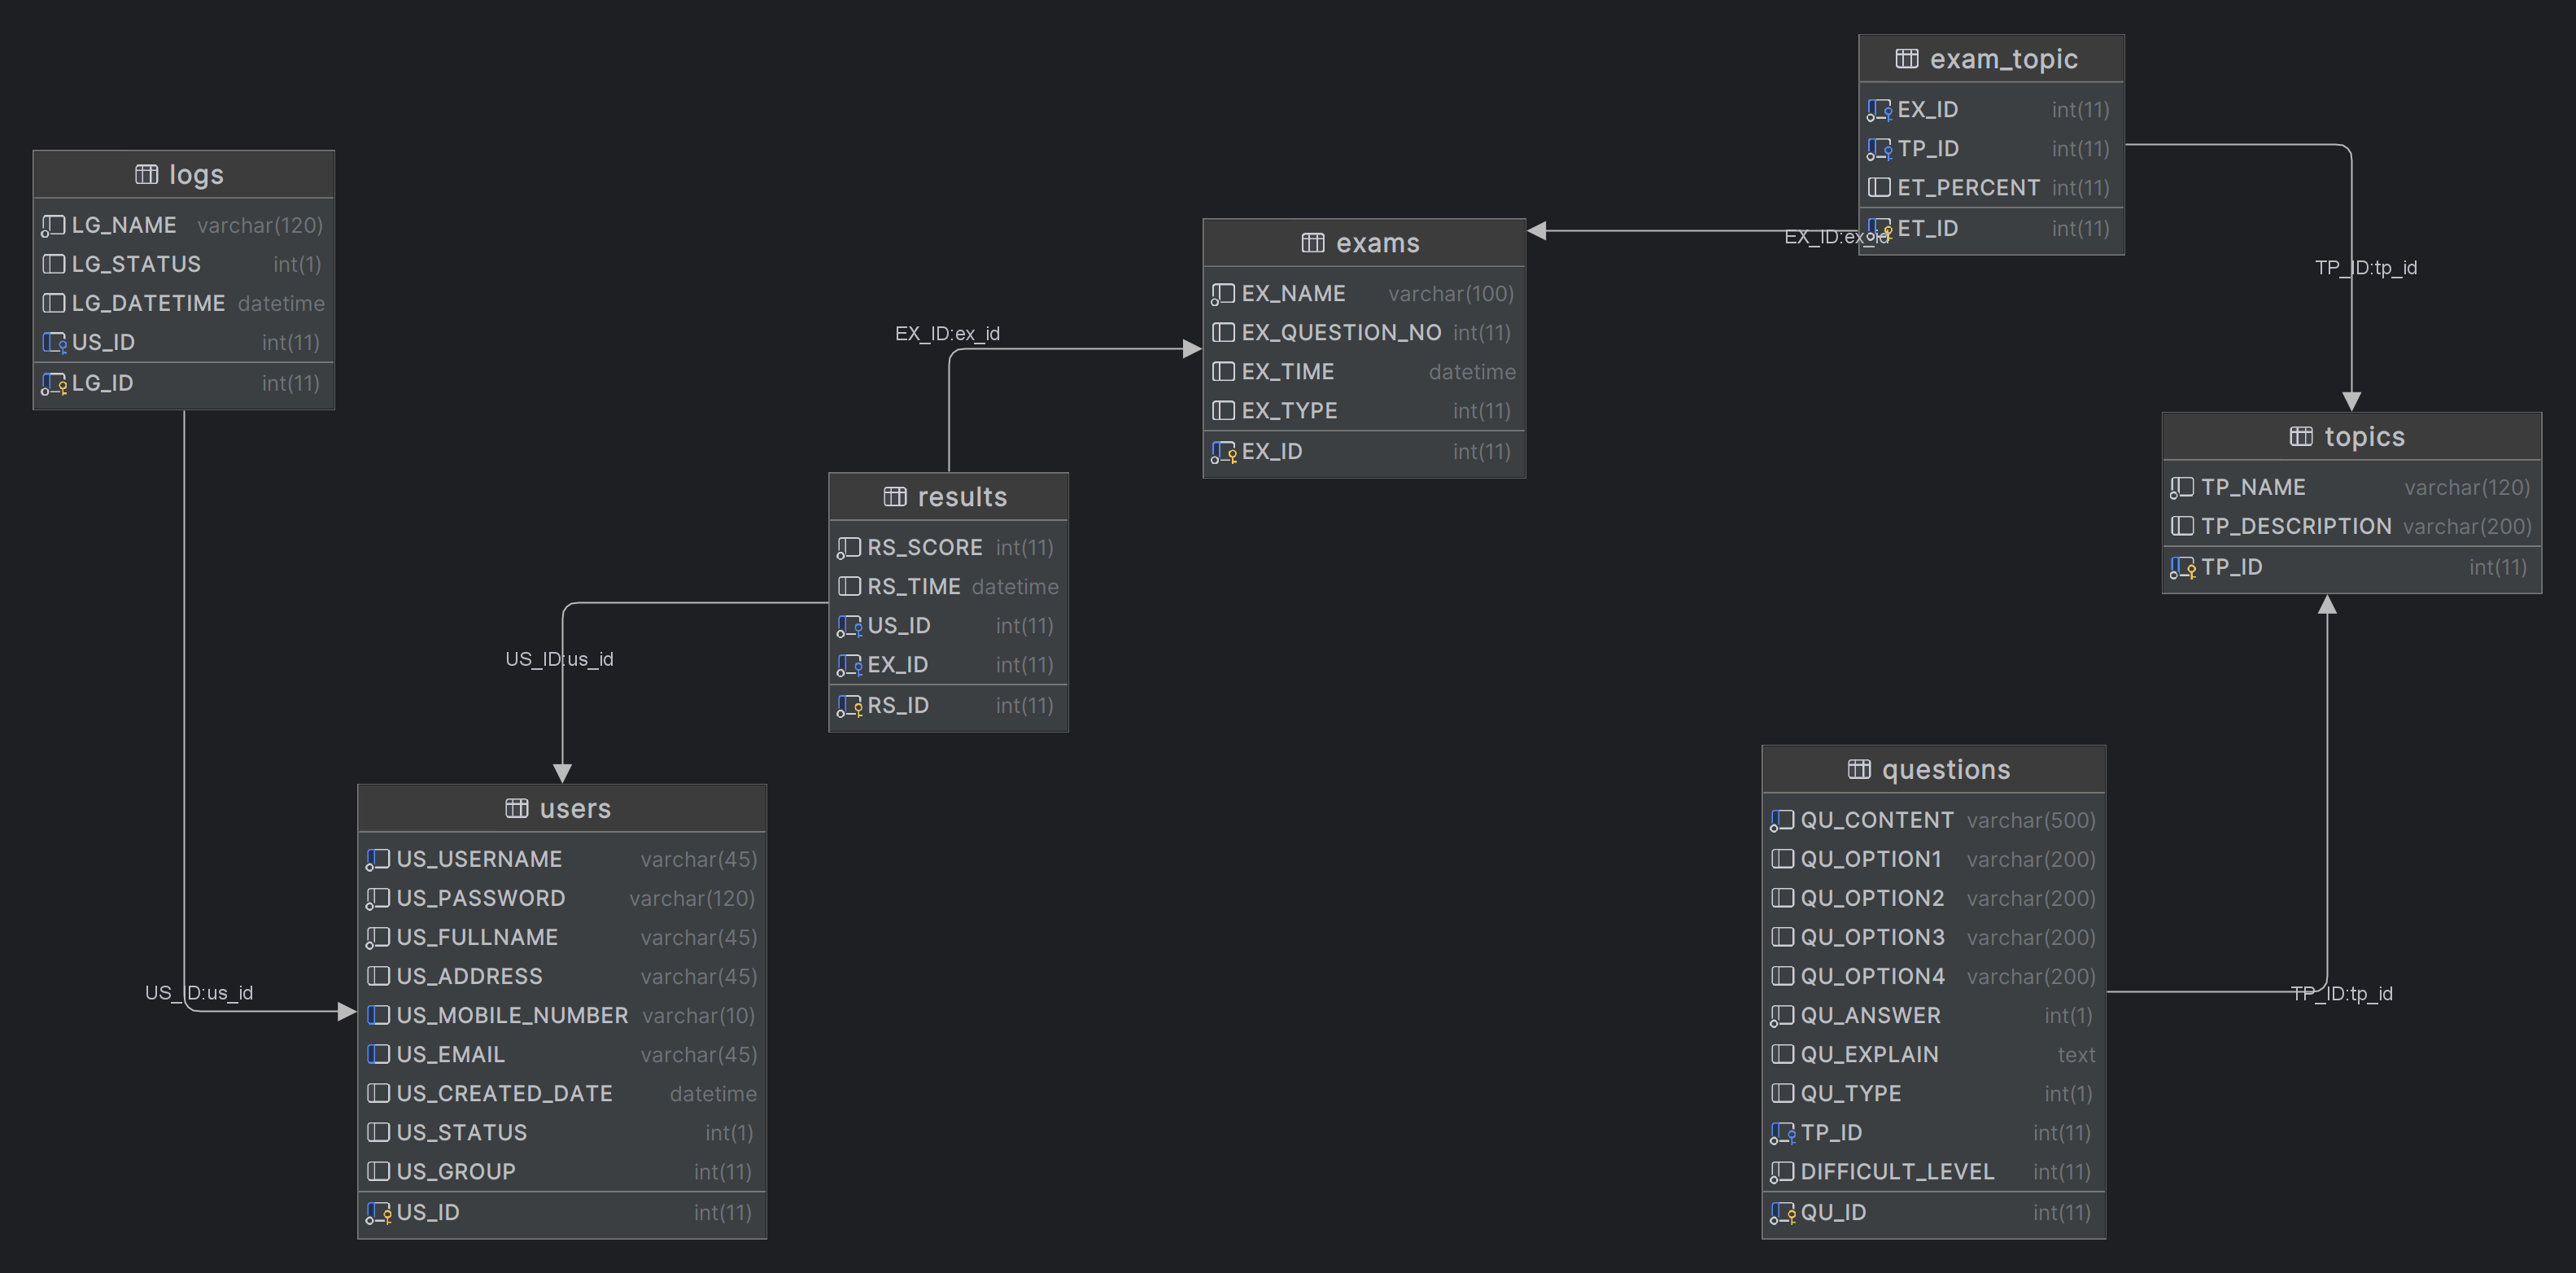 logs
LG_NAME varchar(120)
LG_STATUS int(1)
LG_DATETIME datetime
US_ID int(11)
LG_ID int(11)
US_ID:us_id
users
US_USERNAME varchar(45)
US_PASSWORD varchar(120)
US_FULLNAME varchar(45)
US_ADDRESS varchar(45)
US_MOBILE_NUMBER varchar(10)
US_EMAIL varchar(45)
US_CREATED_DATE datetime
US_STATUS int(1)
US_GROUP int(11)
US_ID int(11)
US_ID:us_id
results
RS_SCORE int(11)
RS_TIME datetime
US_ID int(11)
EX_ID int(11)
RS_ID int(11)
EX_ID:ex_id
exams
EX_NAME varchar(100)
EX_QUESTION_NO int(11)
EX_TIME datetime
EX_TYPE int(11)
EX_ID int(11)
EX_ID:ex_id
exam_topic
EX_ID int(11)
TP_ID int(11)
ET_PERCENT int(11)
ET_ID int(11)
TP_ID:tp_id
topics
TP_NAME varchar(120)
TP_DESCRIPTION varchar(200)
TP_ID int(11)
questions
QU_CONTENT varchar(500)
QU_OPTION1 varchar(200)
QU_OPTION2 varchar(200)
QU_OPTION3 varchar(200)
QU_OPTION4 varchar(200)
QU_ANSWER int(1)
QU_EXPLAIN text
QU_TYPE int(1)
TP_ID int(11)
DIFFICULT_LEVEL int(11)
QU_ID int(11)
TP_ID:tp_id